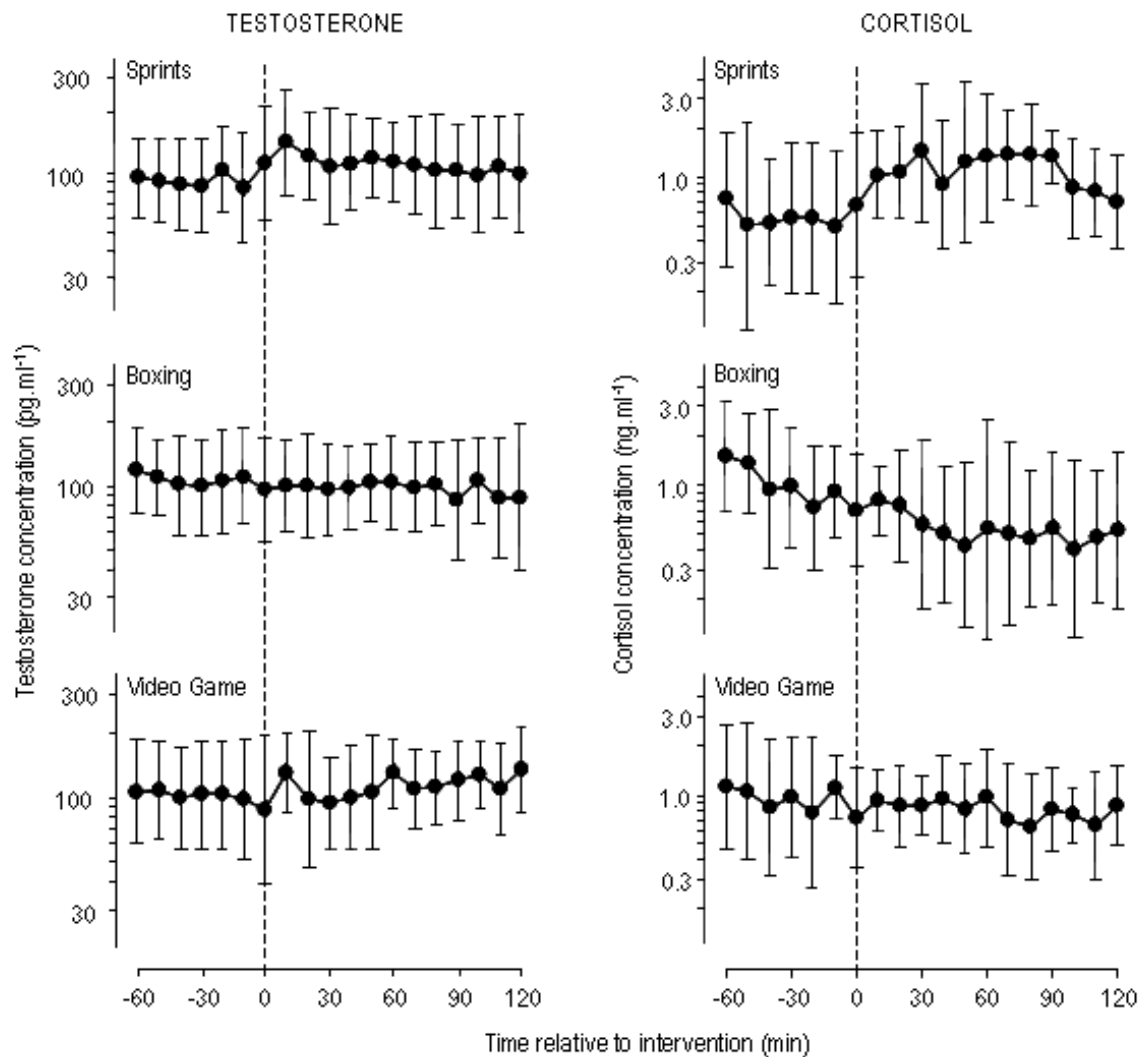 TESTOSTERONE
CORTISOL
Sprints
300
100
30
Sprints
3.0
1.0
0.3
Boxing
300
100
30
Boxing
3.0
1.0
0.3
Video Game
300
100
30
Video Game
3.0
1.0
0.3
Testosterone concentration (pg.ml⁻¹)
Cortisol concentration (ng.ml⁻¹)
-60 -30 0 30 60 90 120
-60 -30 0 30 60 90 120
Time relative to intervention (min)